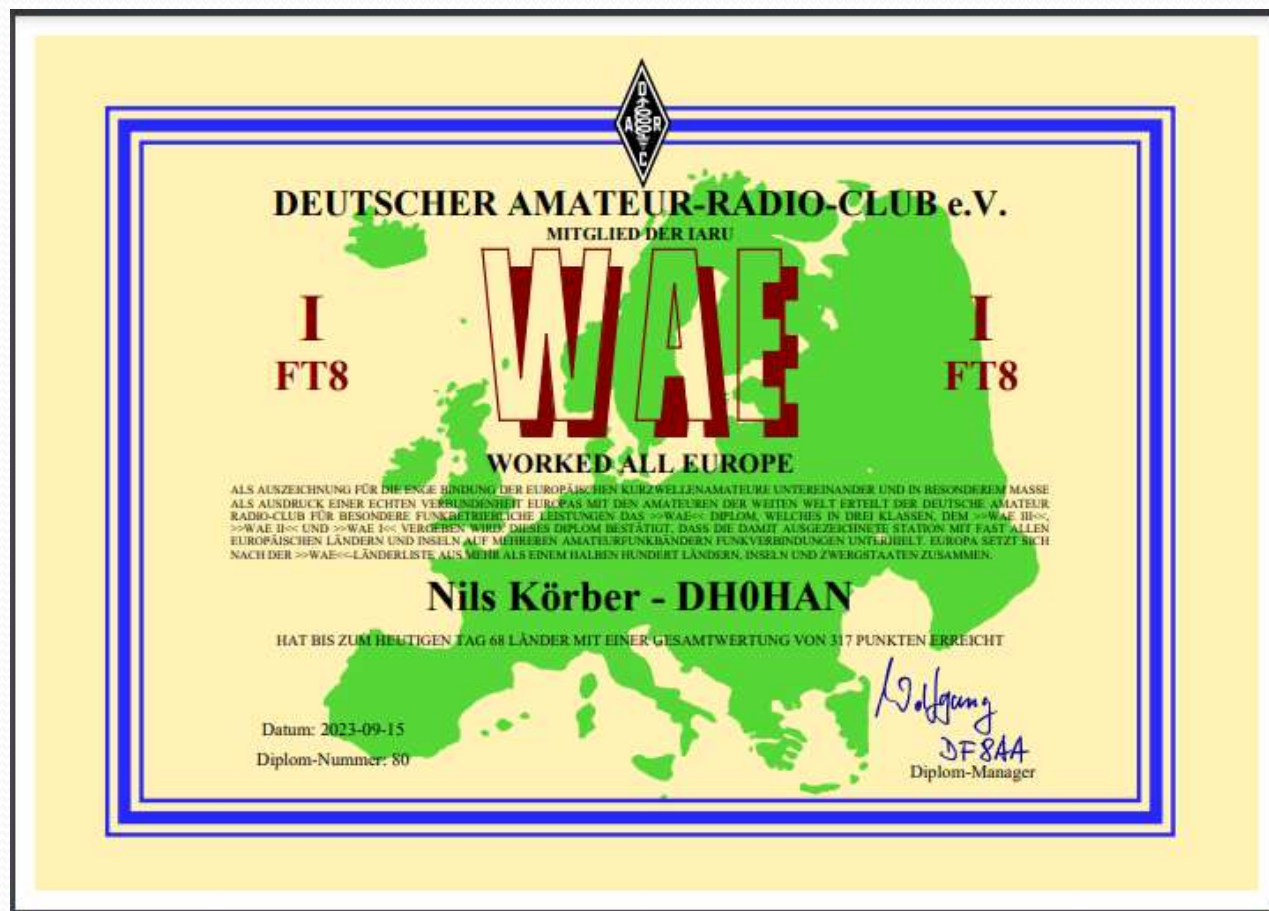 D
A R
C
DEUTSCHER AMATEUR-RADIO-CLUB e.V.
MITGLIED DER IARU
WAE
I
FT8
I
FT8
WORKED ALL EUROPE
ALS AUSZEICHNUNG FÜR DIE ENGE BINDUNG DER EUROPÄISCHEN KURZWELLENAMATEURE UNTEREINANDER UND IN BESONDEREM MASSE
ALS AUSDRUCK EINER ECHTEN VERBUNDENHEIT EUROPAS MIT DEN AMATEUREN DER WEITEN WELT ERTEILT DER DEUTSCHE AMATEUR
RADIO-CLUB FÜR BESONDERE FUNKBETRIEBLICHE LEISTUNGEN DAS >>WAE<< DIPLOM, WELCHES IN DREI KLASSEN, DEM >>WAE III<<,
>>WAE II<< UND >>WAE I<< VERGEBEN WIRD. DIESES DIPLOM BESTÄTIGT, DASS DIE DAMIT AUSGEZEICHNETE STATION MIT FAST ALLEN
EUROPÄISCHEN LÄNDERN UND INSELN AUF MEHREREN AMATEURFUNKBÄNDERN FUNKVERBINDUNGEN UNTERHIELT. EUROPA SETZT SICH
NACH DER >>WAE<<-LÄNDERLISTE AUS MEHR ALS EINEM HALBEN HUNDERT LÄNDERN, INSELN UND ZWERGSTAATEN ZUSAMMEN.
Nils Körber - DH0HAN
HAT BIS ZUM HEUTIGEN TAG 68 LÄNDER MIT EINER GESAMTWERTUNG VON 317 PUNKTEN ERREICHT
Datum: 2023-09-15
Diplom-Nummer: 80
Wolfgang
DF8AA
Diplom-Manager